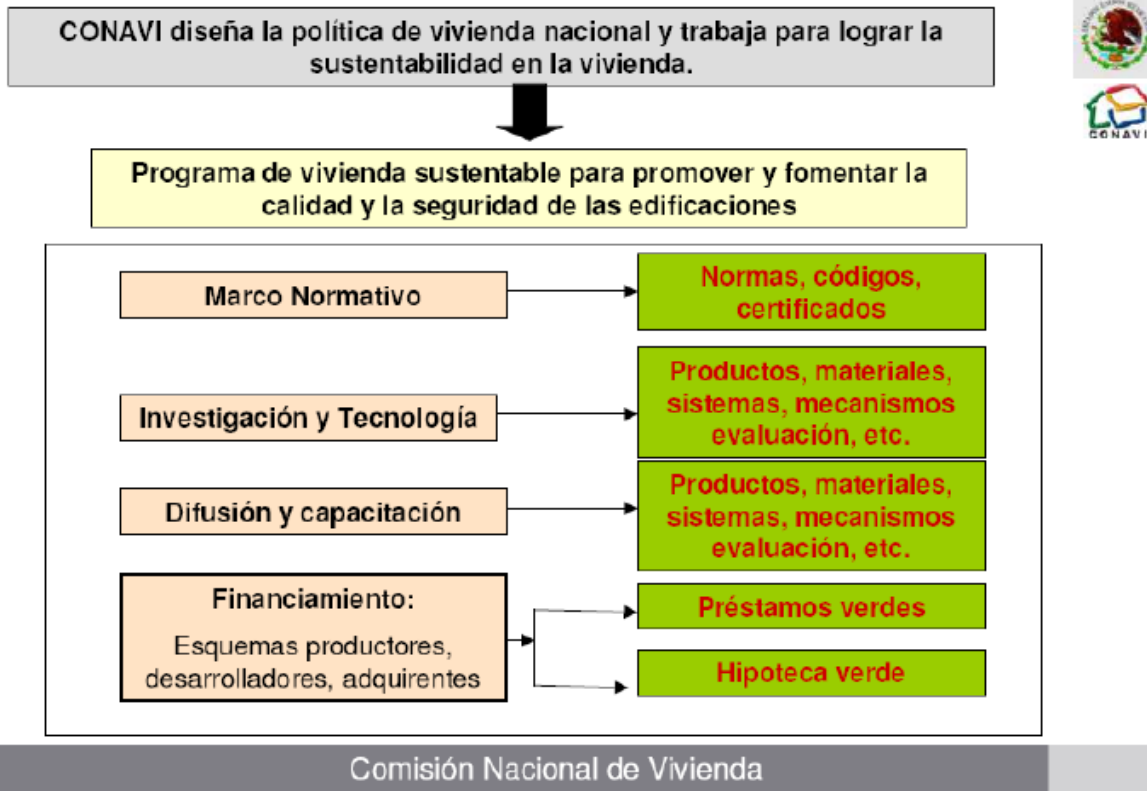 CONAVI diseña la política de vivienda nacional y trabaja para lograr la
sustentabilidad en la vivienda.
CONAVI
Programa de vivienda sustentable para promover y fomentar la
calidad y la seguridad de las edificaciones
Marco Normativo
Normas, códigos,
certificados
Investigación y Tecnología
Productos, materiales,
sistemas, mecanismos
evaluación, etc.
Difusión y capacitación
Productos, materiales,
sistemas, mecanismos
evaluación, etc.
Financiamiento:
Esquemas productores,
desarrolladores, adquirentes
Préstamos verdes
Hipoteca verde
Comisión Nacional de Vivienda